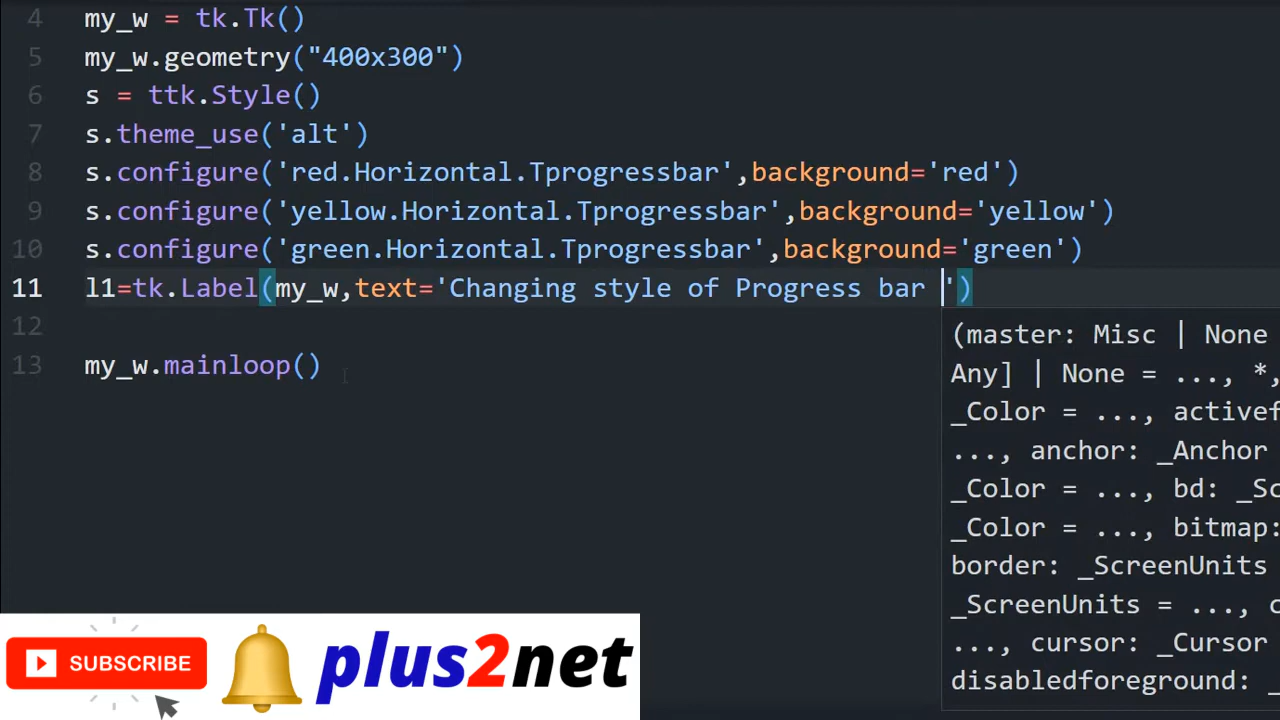 4 my_w = tk.Tk()
5 my_w.geometry("400x300")
6 s = ttk.Style()
7 s.theme_use('alt')
8 s.configure('red.Horizontal.Tprogressbar',background='red')
9 s.configure('yellow.Horizontal.Tprogressbar',background='yellow')
10 s.configure('green.Horizontal.Tprogressbar',background='green')
11 l1=tk.Label(my_w,text='Changing style of Progress bar ')
12
13 my_w.mainloop()
(master: Misc | None
Any] | None = ..., *,
_Color = ..., activef
..., anchor: _Anchor
_Color = ..., bd: _Sc
_Color = ..., bitmap:
border: _ScreenUnits
_ScreenUnits = ..., c
..., cursor: _Cursor
disabledforeground: _
SUBSCRIBE
plus2net